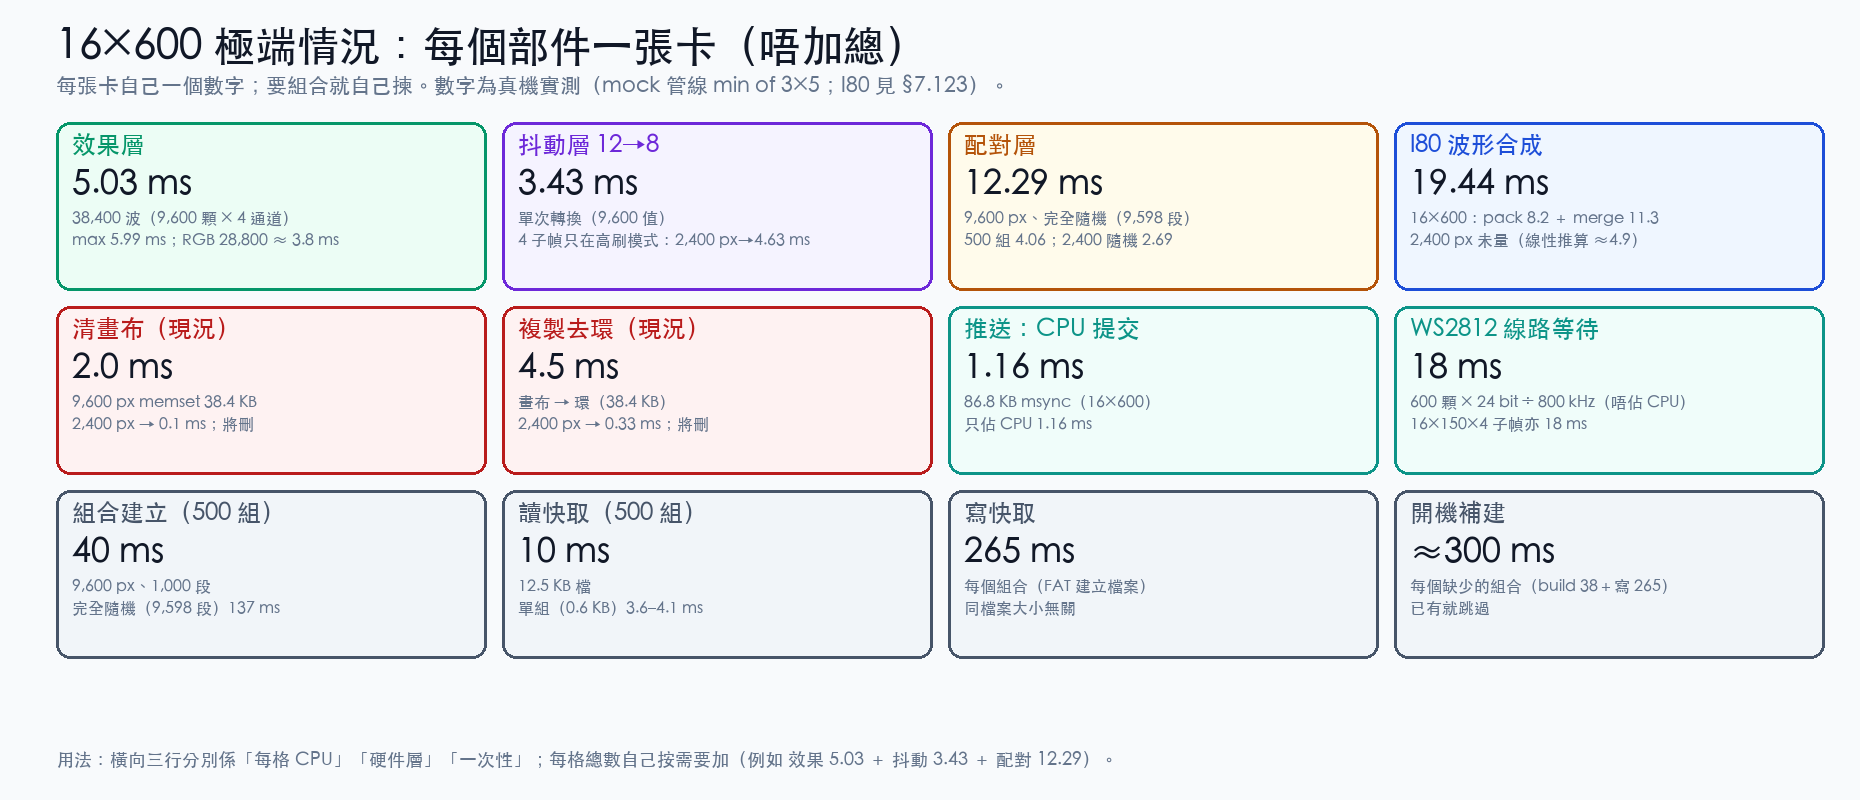 16×600 極端情況：每個部件一張卡（唔加總）
每張卡自己一個數字；要組合就自己揀。數字為真機實測（mock 管線 min of 3×5；I80 見 §7.123）。
效果層
5.03 ms
38,400 波（9,600 顆 × 4 通道）
max 5.99 ms；RGB 28,800 ≈ 3.8 ms
抖動層 12→8
3.43 ms
單次轉換（9,600 值）
4 子幀只在高刷模式：2,400 px→4.63 ms
配對層
12.29 ms
9,600 px、完全隨機（9,598 段）
500 組 4.06；2,400 隨機 2.69
I80 波形合成
19.44 ms
16×600：pack 8.2 + merge 11.3
2,400 px 未量（線性推算 ≈4.9）
清畫布（現況）
2.0 ms
9,600 px memset 38.4 KB
2,400 px → 0.1 ms；將刪
複製去環（現況）
4.5 ms
畫布 → 環（38.4 KB）
2,400 px → 0.33 ms；將刪
推送：CPU 提交
1.16 ms
86.8 KB msync（16×600）
只佔 CPU 1.16 ms
WS2812 線路等待
18 ms
600 顆 × 24 bit ÷ 800 kHz（唔佔 CPU）
16×150×4 子幀亦 18 ms
組合建立（500 組）
40 ms
9,600 px、1,000 段
完全隨機（9,598 段）137 ms
讀快取（500 組）
10 ms
12.5 KB 檔
單組（0.6 KB）3.6–4.1 ms
寫快取
265 ms
每個組合（FAT 建立檔案）
同檔案大小無關
開機補建
≈300 ms
每個缺少的組合（build 38 + 寫 265）
已有就跳過
用法：橫向三行分別係「每格 CPU」「硬件層」「一次性」；每格總數自己按需要加（例如 效果 5.03 + 抖動 3.43 + 配對 12.29）。